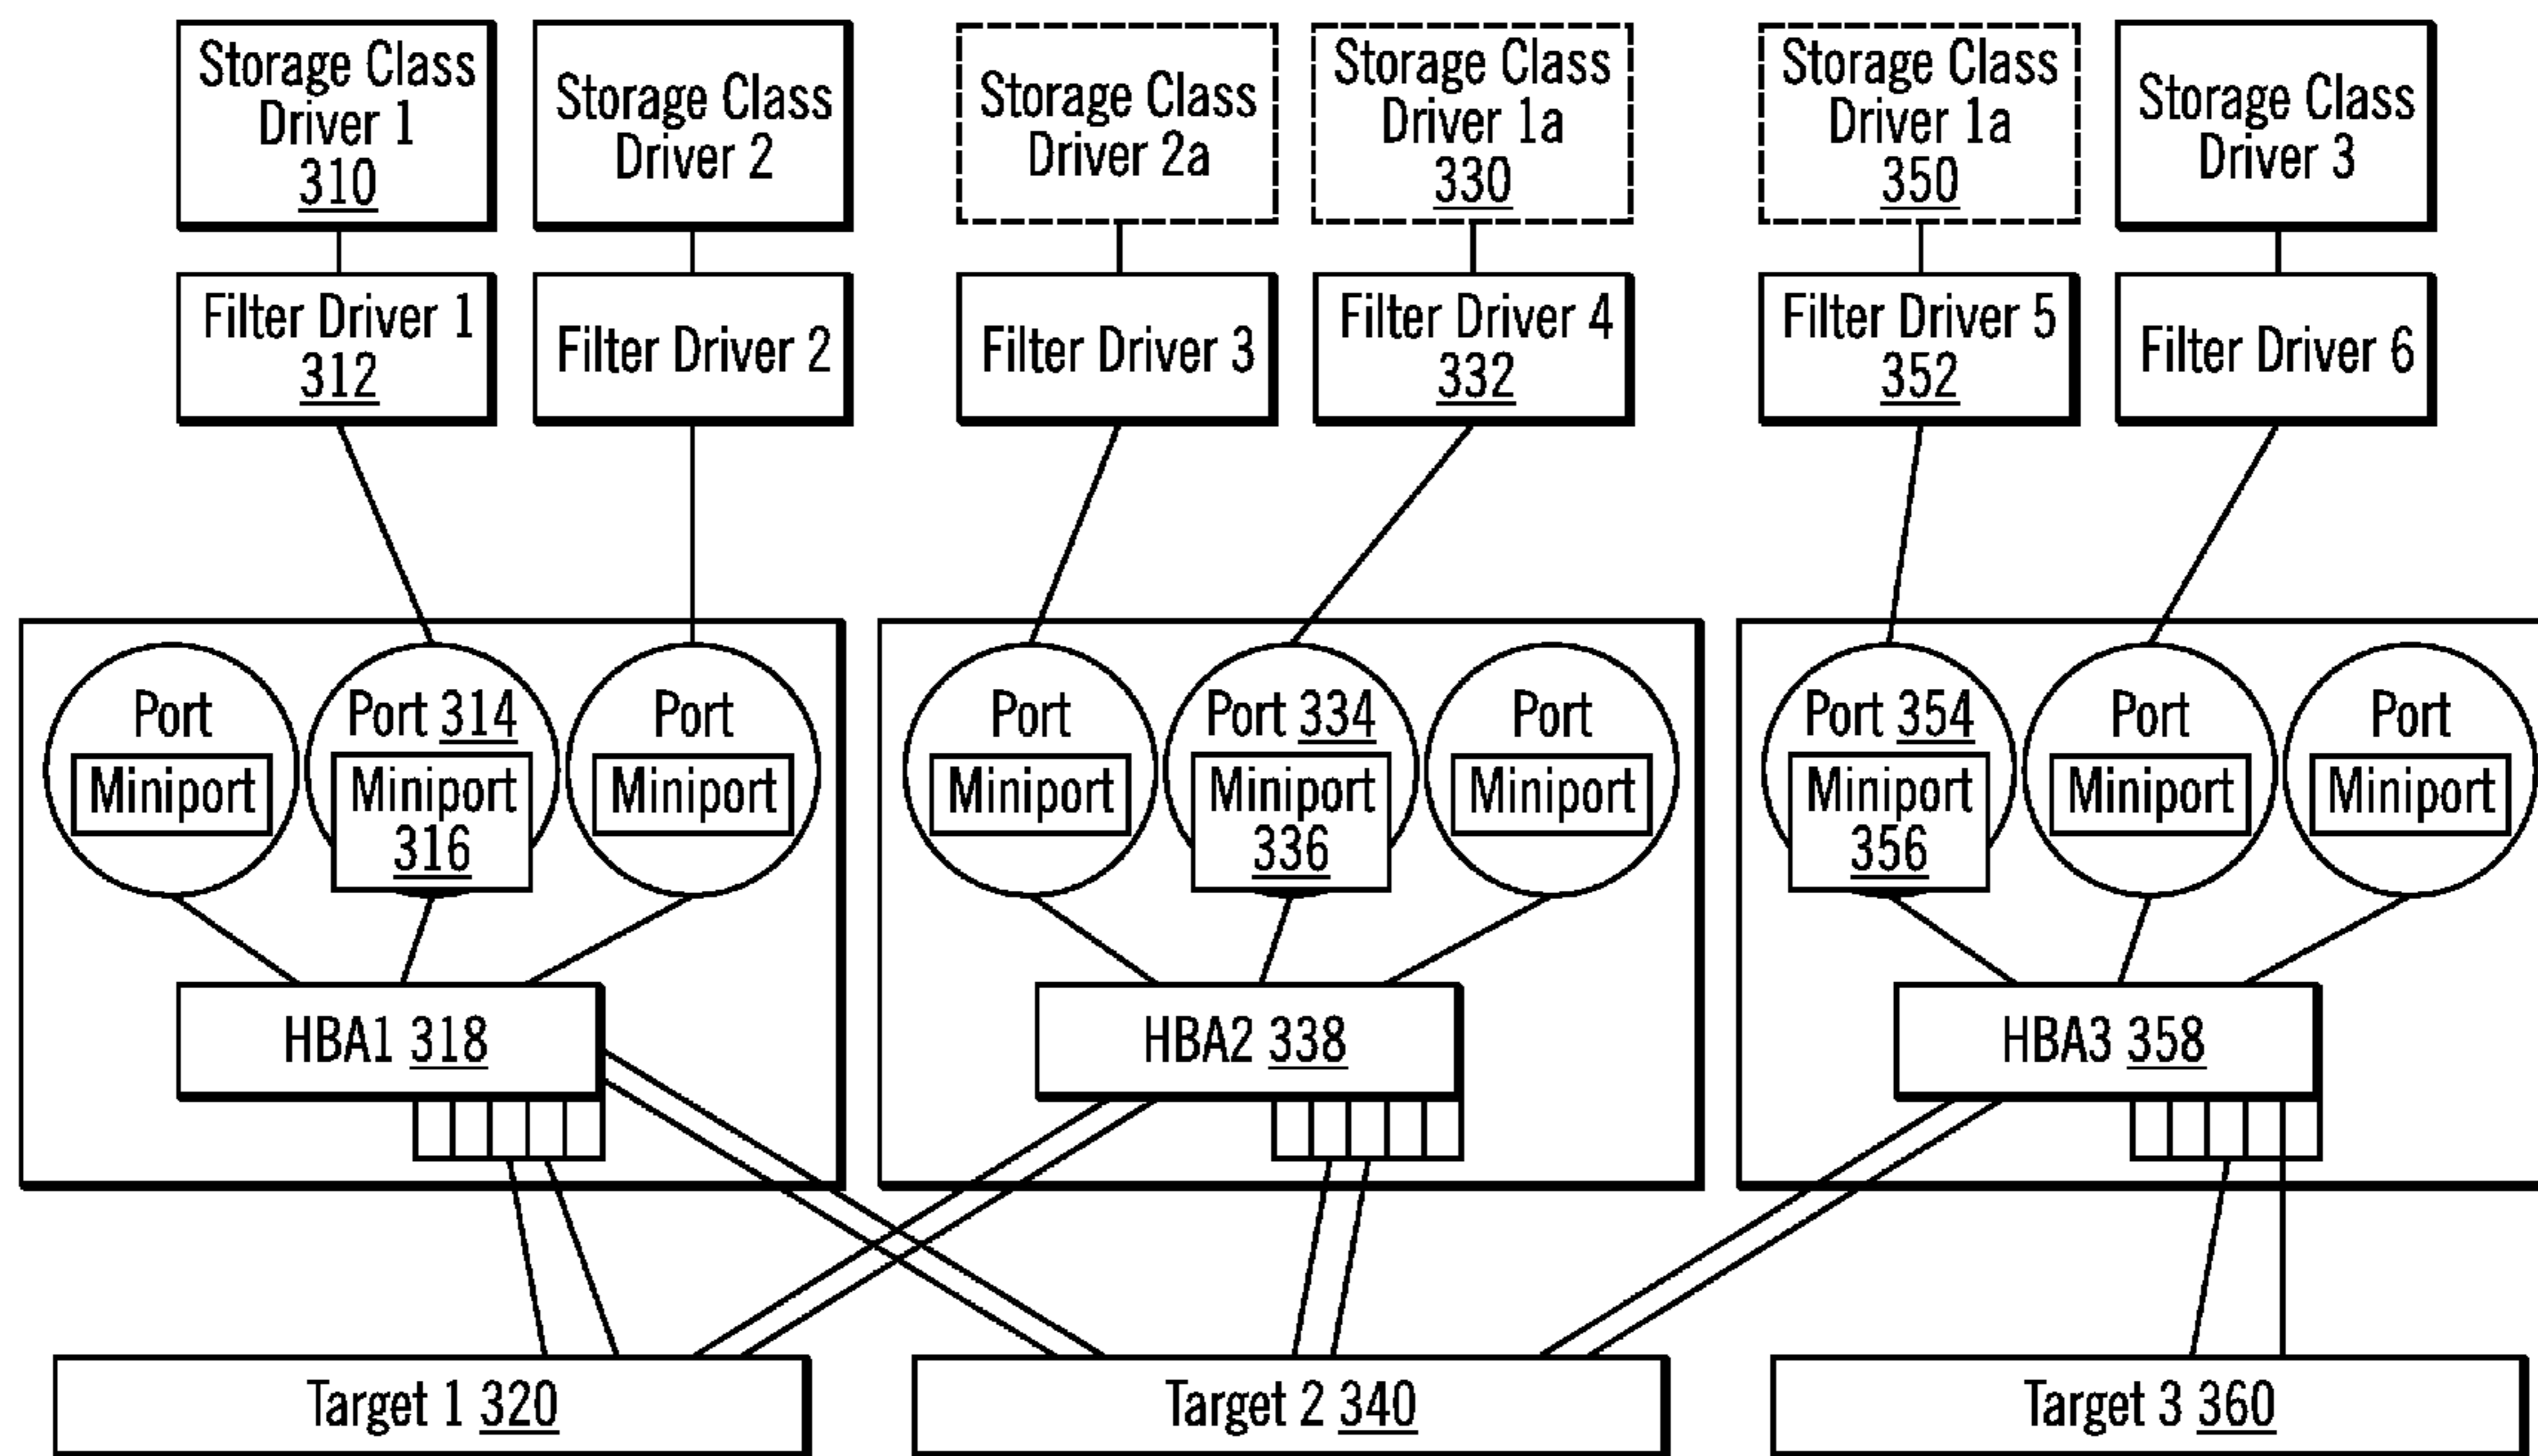 Storage Class
Driver 1
310
Storage Class
Driver 2
Storage Class
Driver 2a
Storage Class
Driver 1a
330
Storage Class
Driver 1a
350
Storage Class
Driver 3
Filter Driver 1
312
Filter Driver 2
Filter Driver 3
Filter Driver 4
332
Filter Driver 5
352
Filter Driver 6
Port
Miniport
Port 314
Miniport
316
Port
Miniport
Port
Miniport
Port 334
Miniport
336
Port
Miniport
Port 354
Miniport
356
Port
Miniport
Port
Miniport
HBA1 318
HBA2 338
HBA3 358
Target 1 320
Target 2 340
Target 3 360